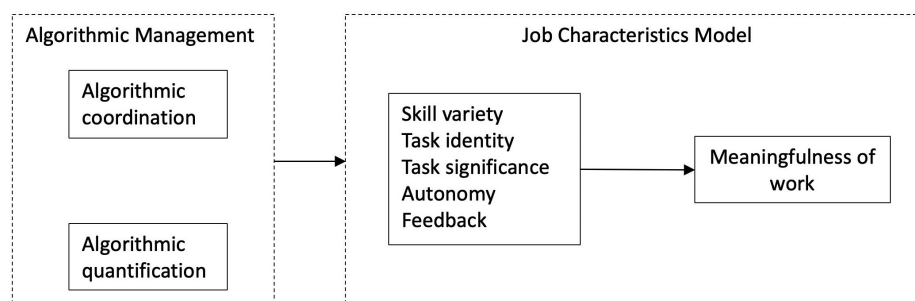 Algorithmic Management
Algorithmic
coordination
Algorithmic
quantification
Job Characteristics Model
Skill variety
Task identity
Task significance
Autonomy
Feedback
Meaningfulness of
work